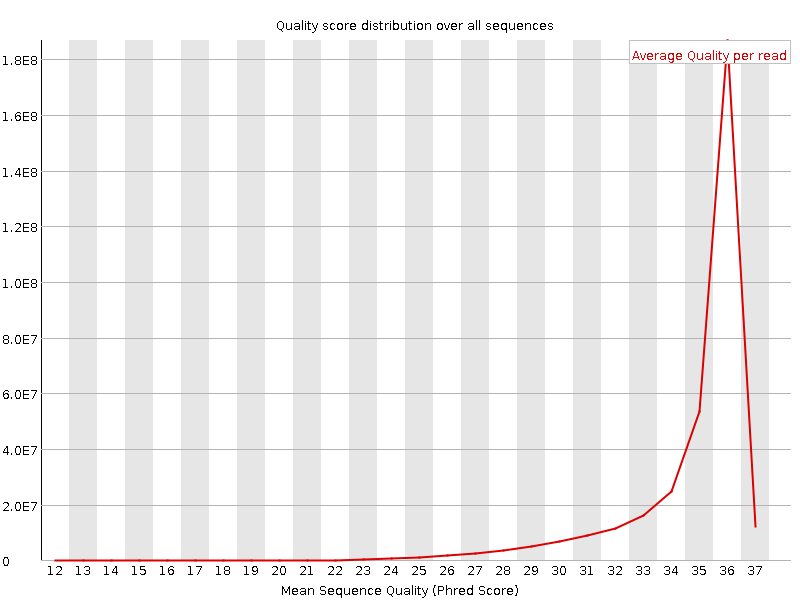 Quality score distribution over all sequences
Average Quality per read
1.8E8
1.6E8
1.4E8
1.2E8
1.0E8
8.0E7
6.0E7
4.0E7
2.0E7
0
12 13 14 15 16 17 18 19 20 21 22 23 24 25 26 27 28 29 30 31 32 33 34 35 36 37
Mean Sequence Quality (Phred Score)